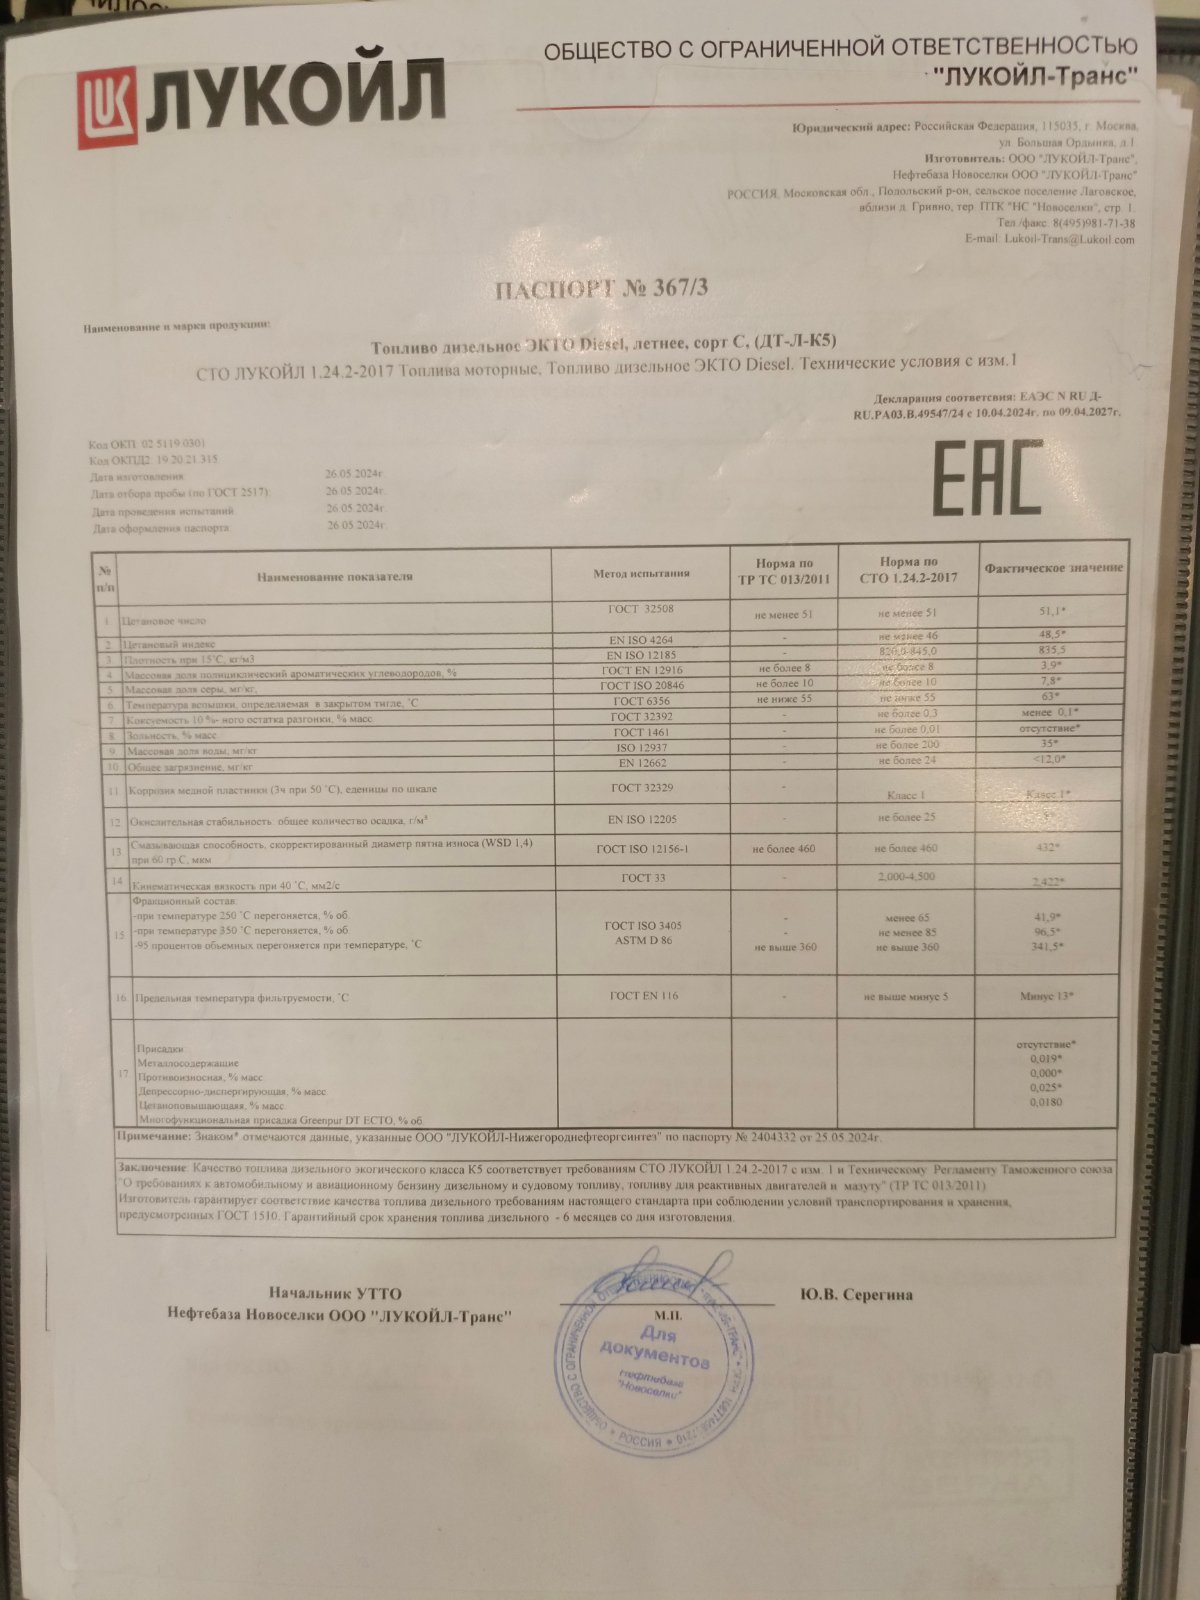 ЛУКОЙЛ
ОБЩЕСТВО С ОГРАНИЧЕННОЙ ОТВЕТСТВЕННОСТЬЮ
"ЛУКОЙЛ-Транс"
Юридический адрес: Российская Федерация, 115035, г. Москва,
ул. Большая Ордынка, д.1.
Изготовитель: ООО "ЛУКОЙЛ-Транс",
Нефтебаза Новоселки ООО "ЛУКОЙЛ-Транс"
РОССИЯ, Московская обл., Подольский р-он, сельское поселение Лаговское,
вблизи д. Гривно, тер. ПТК "НС "Новоселки", стр. 1.
Тел./факс: 8(495)981-71-38
E-mail: Lukoil-Trans@Lukoil.com
ПАСПОРТ № 367/3
Наименование и марка продукции:
Топливо дизельное ЭКТО Diesel, летнее, сорт С, (ДТ-Л-К5)
СТО ЛУКОЙЛ 1.24.2-2017 Топлива моторные. Топливо дизельное ЭКТО Diesel. Технические условия с изм.1
Декларация соответсвия: ЕАЭС N RU Д-
RU.РА03.В.49547/24 с 10.04.2024г. по 09.04.2027г.
EAC
Код ОКП: 02 5119 0301
Код ОКПД2: 19.20.21.315
Дата изготовления: 26.05.2024г.
Дата отбора пробы (по ГОСТ 2517): 26.05.2024г.
Дата проведения испытаний: 26.05.2024г.
Дата оформления паспорта: 26.05.2024г.
№ п/п Наименование показателя Метод испытания Норма по ТР ТС 013/2011 Норма по СТО 1.24.2-2017 Фактическое значение
1. Цетановое число ГОСТ 32508 не менее 51 не менее 51 51,1*
2. Цетановый индекс EN ISO 4264 - не менее 46 48,5*
3. Плотность при 15°С, кг/м3 EN ISO 12185 - 820,0-845,0 835,5
4. Массовая доля полициклический ароматических углеводородов, % ГОСТ EN 12916 не более 8 не более 8 3,9*
5. Массовая доля серы, мг/кг, ГОСТ ISO 20846 не более 10 не более 10 7,8*
6. Температура вспышки, определяемая в закрытом тигле, °С ГОСТ 6356 не ниже 55 не ниже 55 63*
7. Коксуемость 10 %- ного остатка разгонки, % масс. ГОСТ 32392 - не более 0,3 менее 0,1*
8. Зольность, % масс. ГОСТ 1461 - не более 0,01 отсутствие*
9. Массовая доля воды, мг/кг ISO 12937 - не более 200 35*
10. Общее загрязнение, мг/кг EN 12662 - не более 24 <12,0*
11. Коррозия медной пластинки (3ч при 50 °С), еденицы по шкале ГОСТ 32329 - Класс 1 Класс 1*
12. Окислительная стабильность: общее количество осадка, г/м³ EN ISO 12205 - не более 25
13. Смазывающая способность, скорректированный диаметр пятна износа (WSD 1,4) при 60 гр.С, мкм ГОСТ ISO 12156-1 не более 460 не более 460 432*
14. Кинематическая вязкость при 40 °С, мм2/с ГОСТ 33 - 2,000-4,500 2,422*
15. Фракционный состав:
-при температуре 250 °С перегоняется, % об. ГОСТ ISO 3405 - менее 65 41,9*
-при температуре 350 °С перегоняется, % об. ASTM D 86 - не менее 85 96,5*
-95 процентов объемных перегоняется при температуре, °С не выше 360 не выше 360 341,5*
16. Предельная температура фильтруемости, °С ГОСТ EN 116 - не выше минус 5 Минус 13*
17. Присадки: отсутствие*
Металлосодержащие 0,019*
Противоизносная, % масс. 0,000*
Депрессорно-диспергирующая, % масс. 0,025*
Цетаноповышающая, % масс. 0,0180
Многофункциональная присадка Greenpur DT ECTO, % об.
Примечание: Знаком* отмечаются данные, указанные ООО "ЛУКОЙЛ-Нижегороднефтеоргсинтез" по паспорту № 2404332 от 25.05.2024г.
Заключение: Качество топлива дизельного экогического класса К5 соответствует требованиям СТО ЛУКОЙЛ 1.24.2-2017 с изм. 1 и Техническому Регламенту Таможенного союза
"О требованиях к автомобильному и авиационному бензину дизельному и судовому топливу, топливу для реактивных двигателей и мазуту" (ТР ТС 013/2011)
Изготовитель гарантирует соответствие качества топлива дизельного требованиям настоящего стандарта при соблюдении условий транспортирования и хранения,
предусмотренных ГОСТ 1510. Гарантийный срок хранения топлива дизельного - 6 месяцев со дня изготовления.
Начальник УТТО
Нефтебаза Новоселки ООО "ЛУКОЙЛ-Транс"
М.П.
Ю.В. Серегина
Для
документов
нефтебаза
"Новоселки"
ОБЩЕСТВО С ОГРАНИЧЕННОЙ
РОССИЯ